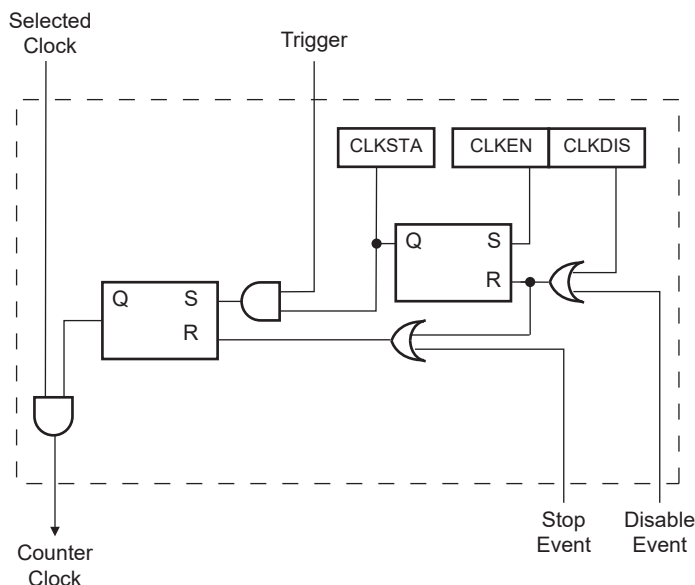 Selected
Clock
Trigger
CLKSTA
CLKEN
CLKDIS
Q
S
R
Q
S
R
Counter
Clock
Stop
Event
Disable
Event